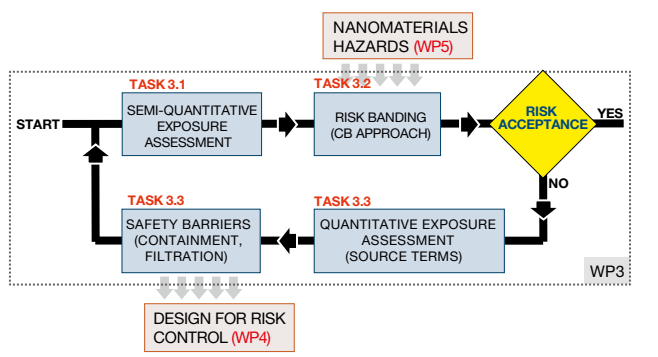 NANOMATERIALS
HAZARDS (WP5)
TASK 3.1
TASK 3.2
START
SEMI-QUANTITATIVE
EXPOSURE
ASSESSMENT
RISK BANDING
(CB APPROACH)
RISK
ACCEPTANCE
YES
NO
TASK 3.3
TASK 3.3
SAFETY BARRIERS
(CONTAINMENT,
FILTRATION)
QUANTITATIVE EXPOSURE
ASSESSMENT
(SOURCE TERMS)
WP3
DESIGN FOR RISK
CONTROL (WP4)